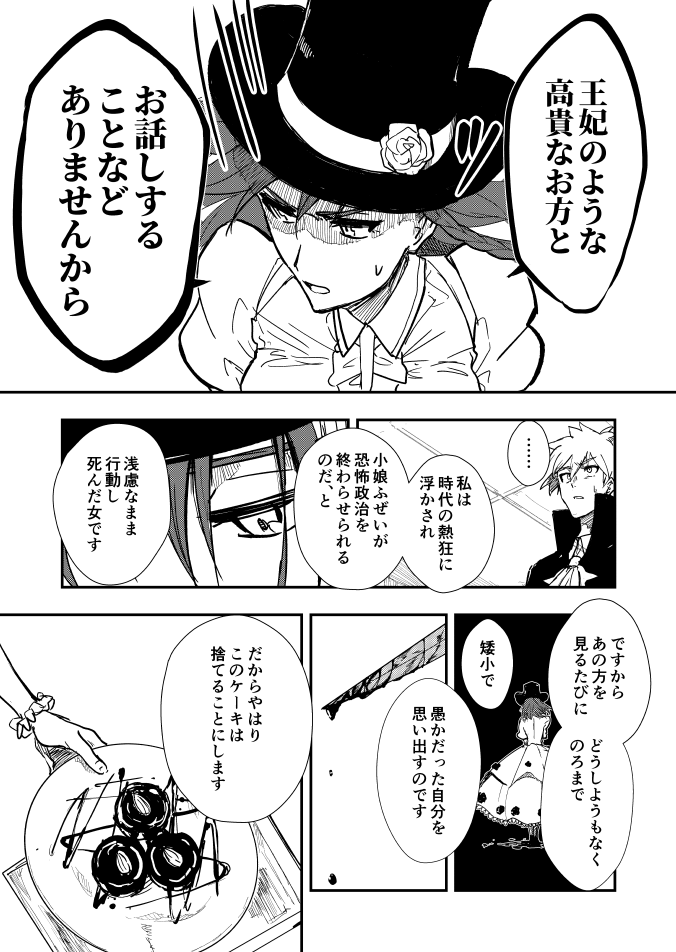 王妃のような
高貴なお方と
お話しする
ことなど
ありませんから
……
私は
時代の熱狂に
浮かされ
小娘ふぜいが
恐怖政治を
終わらせられる
のだ、と
浅慮なまま
行動し
死んだ女です
ですから
あの方を
見るたびに
どうしようもなく
のろまで
矮小で
愚かだった自分を
思い出すのです
だからやはり
このケーキは
捨てることにします